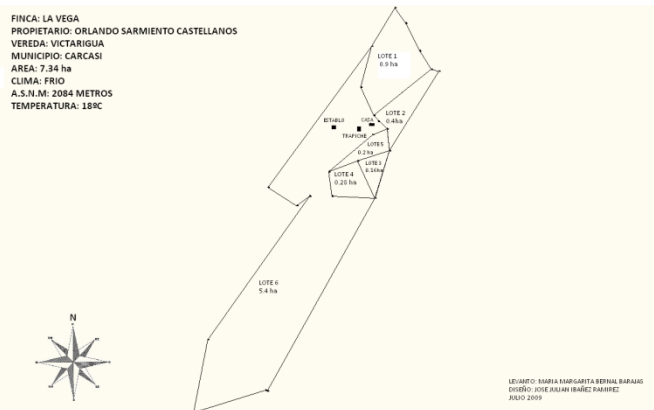 FINCA: LA VEGA
PROPIETARIO: ORLANDO SARMIENTO CASTELLANOS
VEREDA: VICTARIGUA
MUNICIPIO: CARCASI
AREA: 7.34 ha
CLIMA: FRIO
A.S.N.M: 2084 METROS
TEMPERATURA: 18ºC
LOTE 1
0.9 ha
LOTE 2
0.4ha
ESTABLO
CASA
TRAPICHE
LOTE 5
0.2 ha
LOTE 3
LOTE 4
0.28 ha
LOTE 6
5.4 ha
N
LEVANTO: MARIA MARGARITA BERNAL BARAJAS
DISEÑO: JOSE JULIAN IBAÑEZ RAMIREZ
JULIO 2009